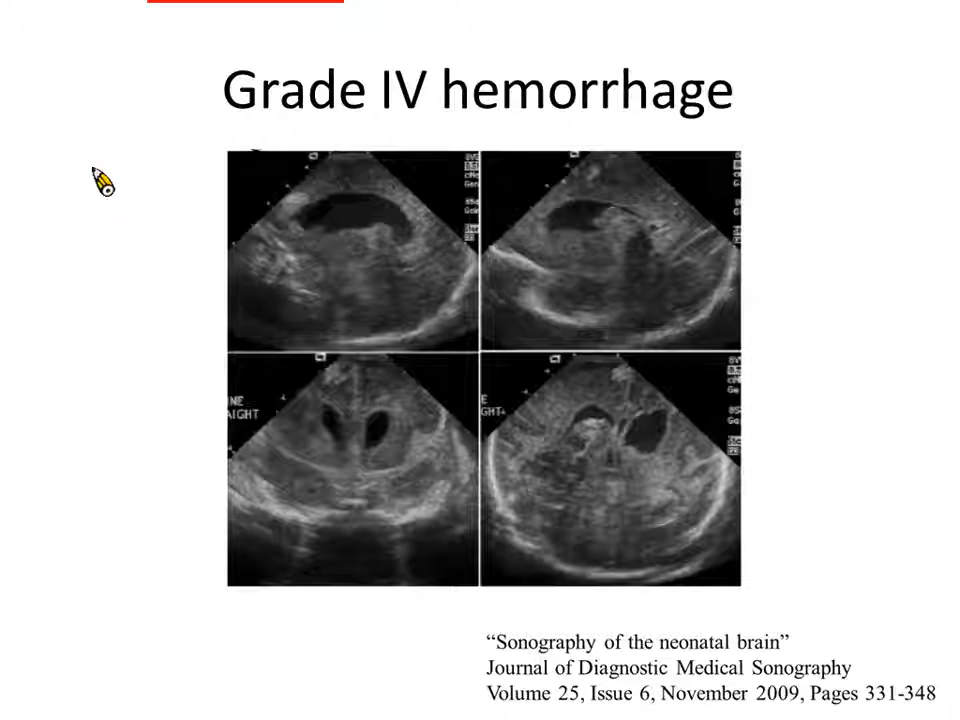 Grade IV hemorrhage
“Sonography of the neonatal brain”
Journal of Diagnostic Medical Sonography
Volume 25, Issue 6, November 2009, Pages 331-348